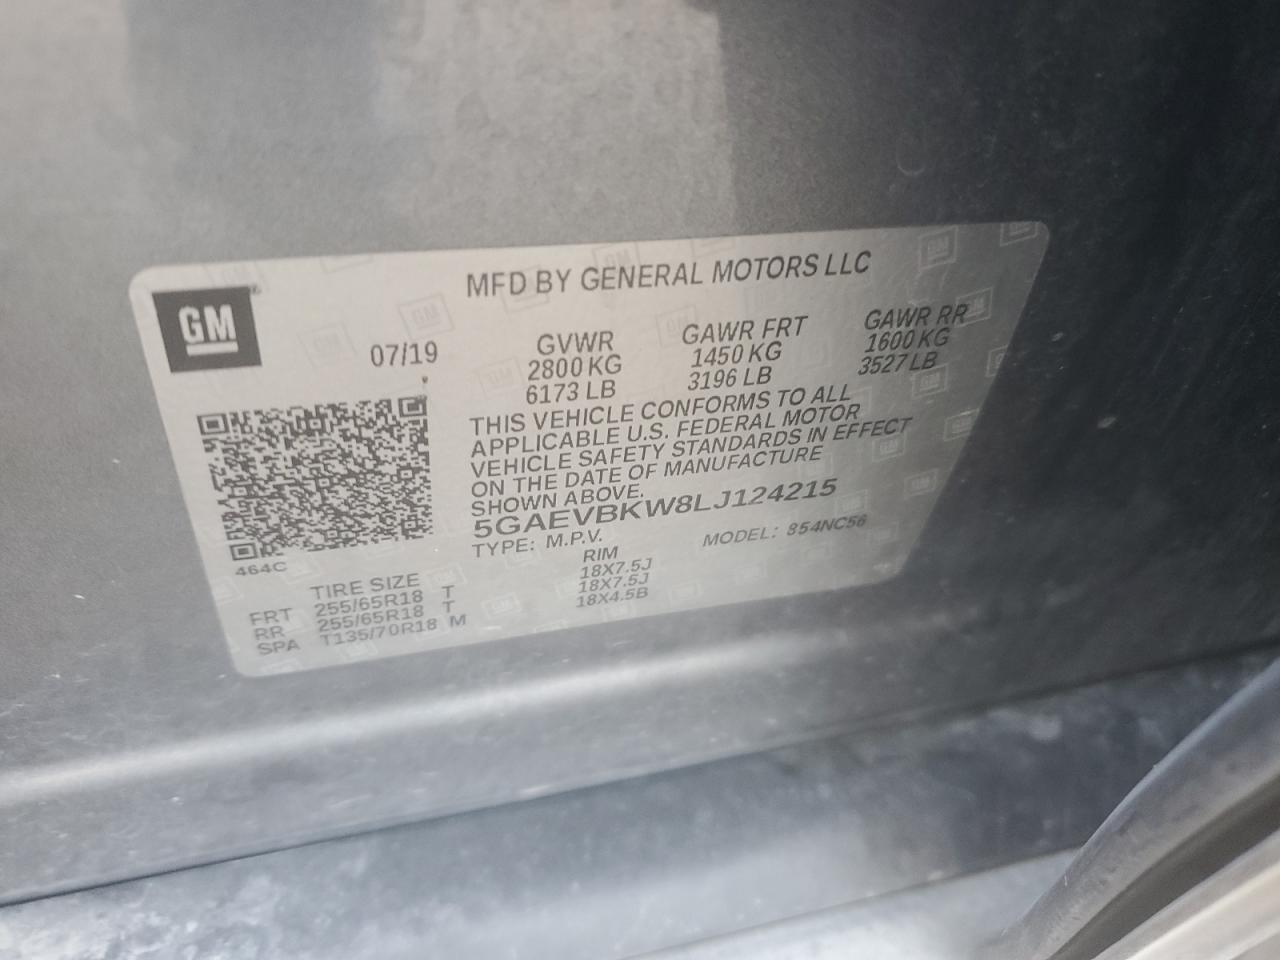 MFD BY GENERAL MOTORS LLC
GM
07/19
GVWR GAWR FRT GAWR RR
2800 KG 1450 KG 1600 KG
6173 LB 3196 LB 3527 LB
THIS VEHICLE CONFORMS TO ALL
APPLICABLE U.S. FEDERAL MOTOR
VEHICLE SAFETY STANDARDS IN EFFECT
ON THE DATE OF MANUFACTURE
SHOWN ABOVE.
5GAEVBKW8LJ124215
TYPE: M.P.V. MODEL: 854NC56
464C
TIRE SIZE RIM
FRT 255/65R18 T 18X7.5J
RR 255/65R18 T 18X7.5J
SPA T135/70R18 M 18X4.5B